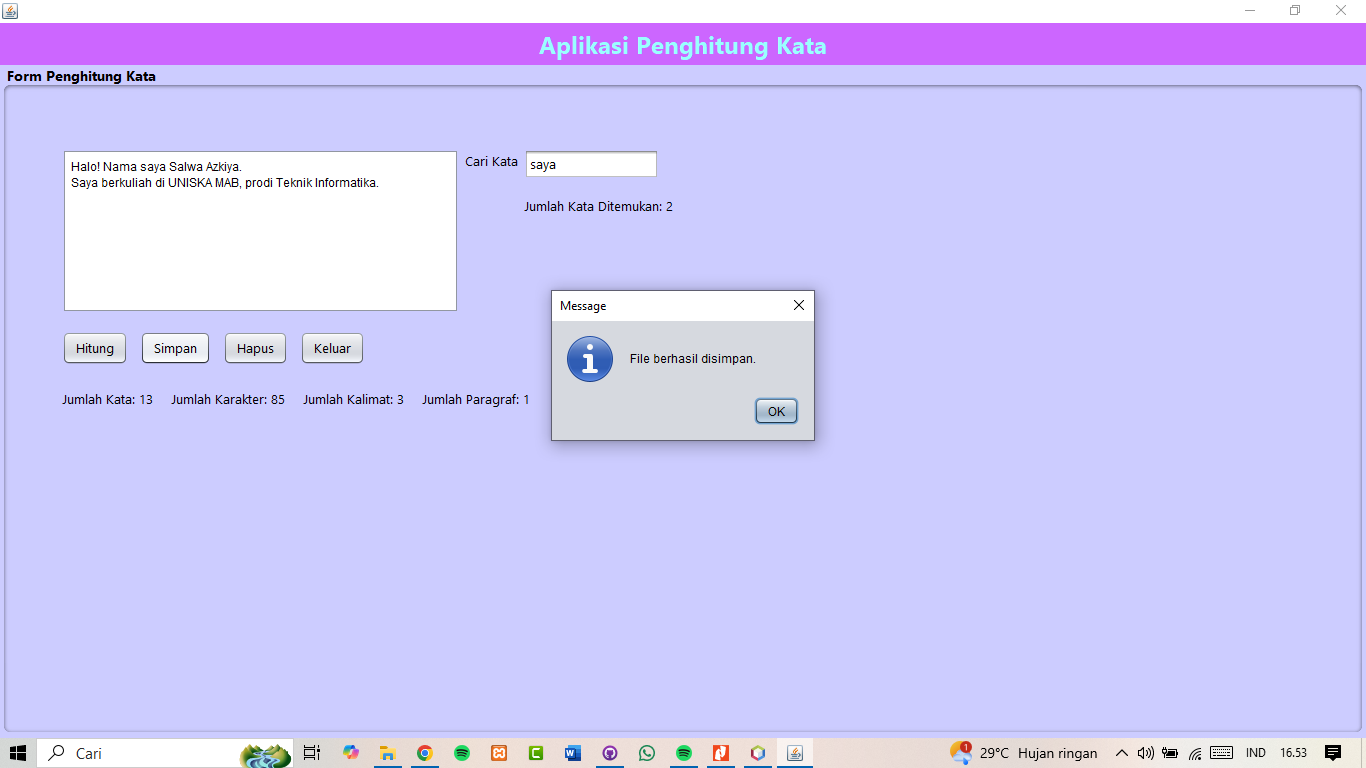 Aplikasi Penghitung Kata
Form Penghitung Kata
Halo! Nama saya Salwa Azkiya.
Saya berkuliah di UNISKA MAB, prodi Teknik Informatika.
Cari Kata saya
Jumlah Kata Ditemukan: 2
Message
File berhasil disimpan.
OK
Hitung Simpan Hapus Keluar
Jumlah Kata: 13 Jumlah Karakter: 85 Jumlah Kalimat: 3 Jumlah Paragraf: 1
Cari 1 29°C Hujan ringan IND 16.53